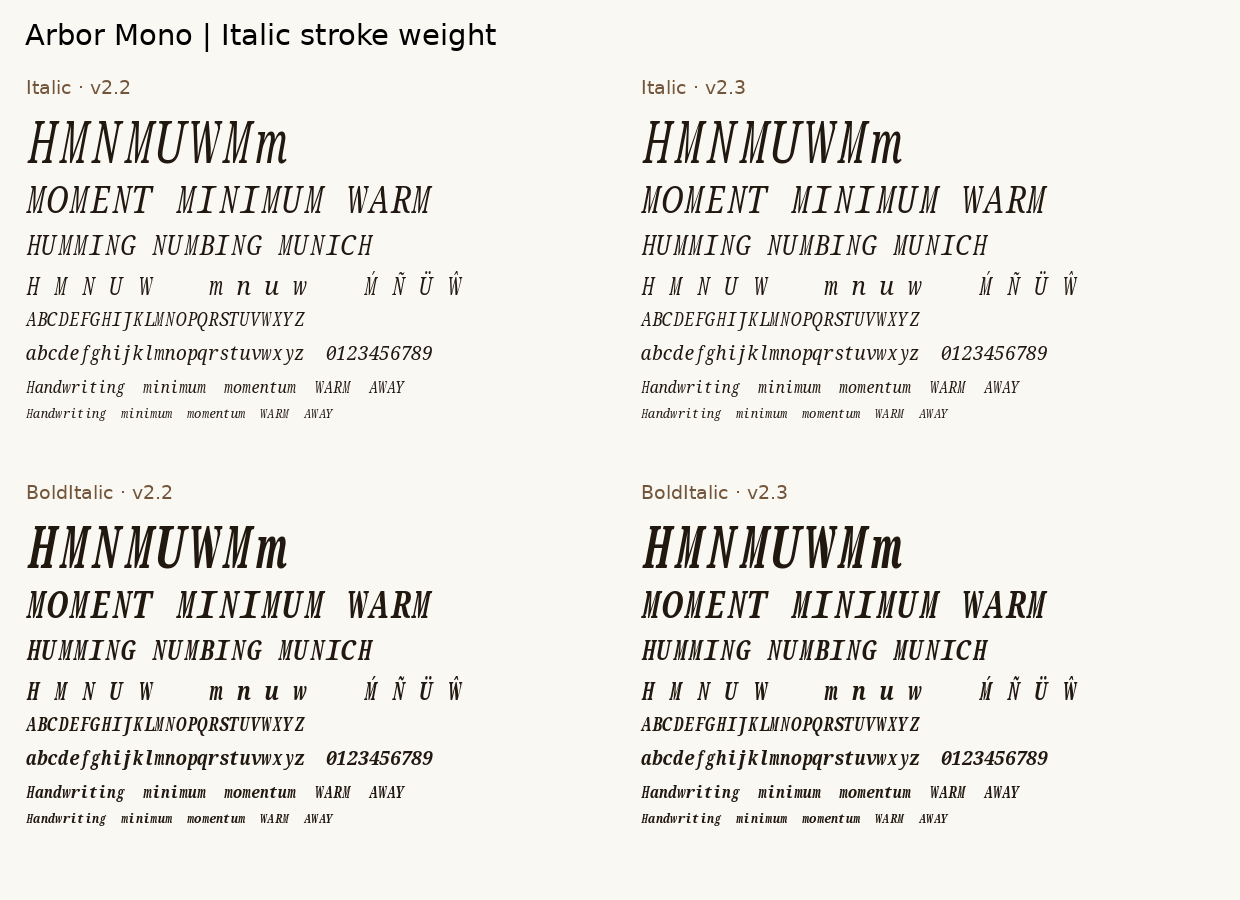 Arbor Mono | Italic stroke weight
Italic · v2.2
HMNMUWMm
MOMENT MINIMUM WARM
HUMMING NUMBING MUNICH
H M N U W m n u w Ḿ Ñ Ü Ŵ
ABCDEFGHIJKLMNOPQRSTUVWXYZ
abcdefghijklmnopqrstuvwxyz 0123456789
Handwriting minimum momentum WARM AWAY
Handwriting minimum momentum WARM AWAY
Italic · v2.3
HMNMUWMm
MOMENT MINIMUM WARM
HUMMING NUMBING MUNICH
H M N U W m n u w Ḿ Ñ Ü Ŵ
ABCDEFGHIJKLMNOPQRSTUVWXYZ
abcdefghijklmnopqrstuvwxyz 0123456789
Handwriting minimum momentum WARM AWAY
Handwriting minimum momentum WARM AWAY
BoldItalic · v2.2
HMNMUWMm
MOMENT MINIMUM WARM
HUMMING NUMBING MUNICH
H M N U W m n u w Ḿ Ñ Ü Ŵ
ABCDEFGHIJKLMNOPQRSTUVWXYZ
abcdefghijklmnopqrstuvwxyz 0123456789
Handwriting minimum momentum WARM AWAY
Handwriting minimum momentum WARM AWAY
BoldItalic · v2.3
HMNMUWMm
MOMENT MINIMUM WARM
HUMMING NUMBING MUNICH
H M N U W m n u w Ḿ Ñ Ü Ŵ
ABCDEFGHIJKLMNOPQRSTUVWXYZ
abcdefghijklmnopqrstuvwxyz 0123456789
Handwriting minimum momentum WARM AWAY
Handwriting minimum momentum WARM AWAY